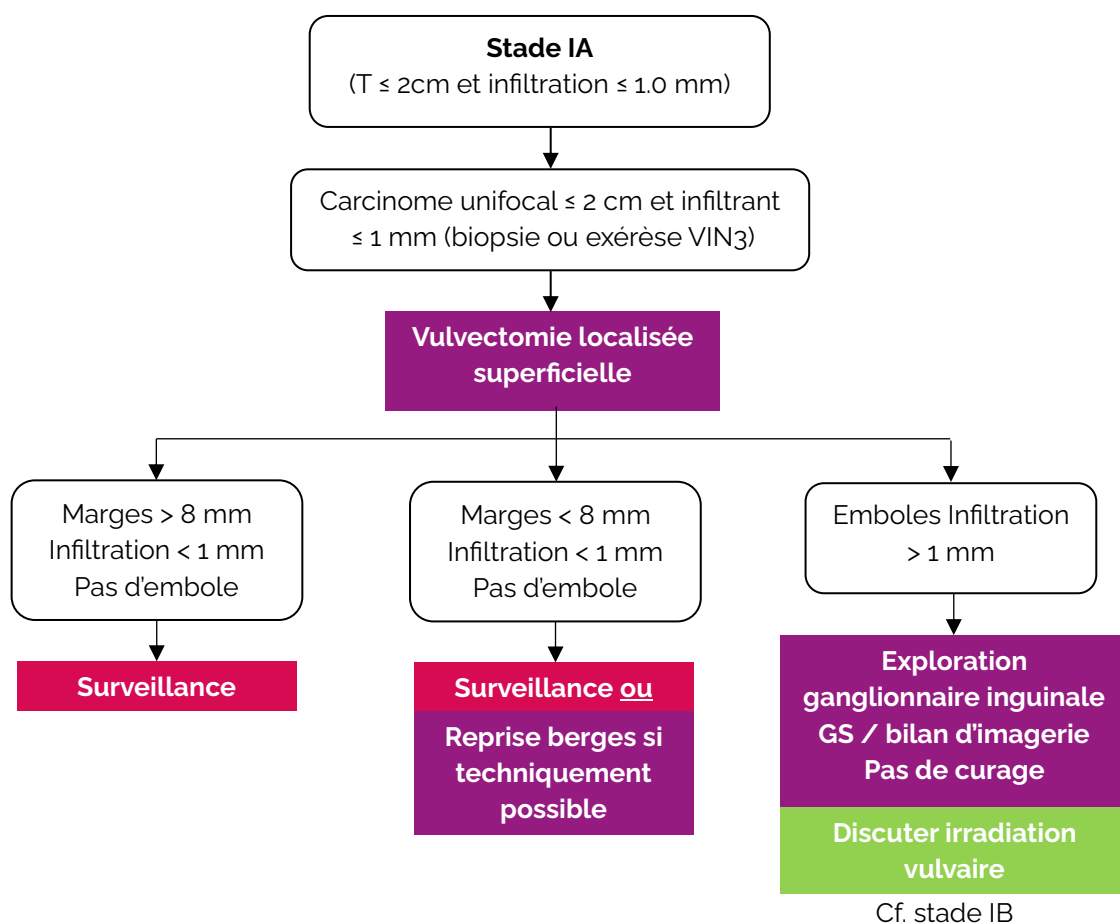 Stade IA
(T ≤ 2cm et infiltration ≤ 1.0 mm)
Carcinome unifocal ≤ 2 cm et infiltrant
≤ 1 mm (biopsie ou exérèse VIN3)
Vulvectomie localisée
superficielle
Marges > 8 mm
Infiltration < 1 mm
Pas d'embole
Surveillance
Marges < 8 mm
Infiltration < 1 mm
Pas d'embole
Surveillance ou
Reprise berges si
techniquement
possible
Emboles Infiltration
> 1 mm
Exploration
ganglionnaire inguinale
GS / bilan d'imagerie
Pas de curage
Discuter irradiation
vulvaire
Cf. stade IB